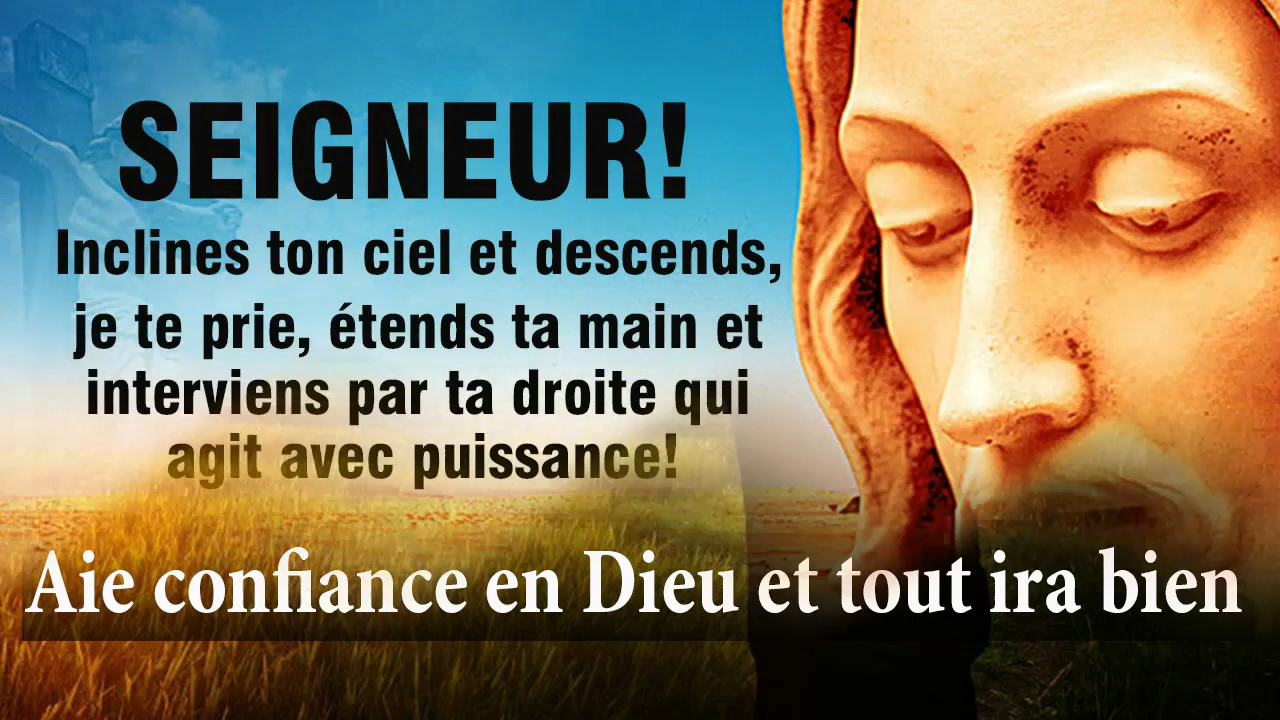 SEIGNEUR!
Inclines ton ciel et descends,
je te prie, étends ta main et
interviens par ta droite qui
agit avec puissance!
Aie confiance en Dieu et tout ira bien